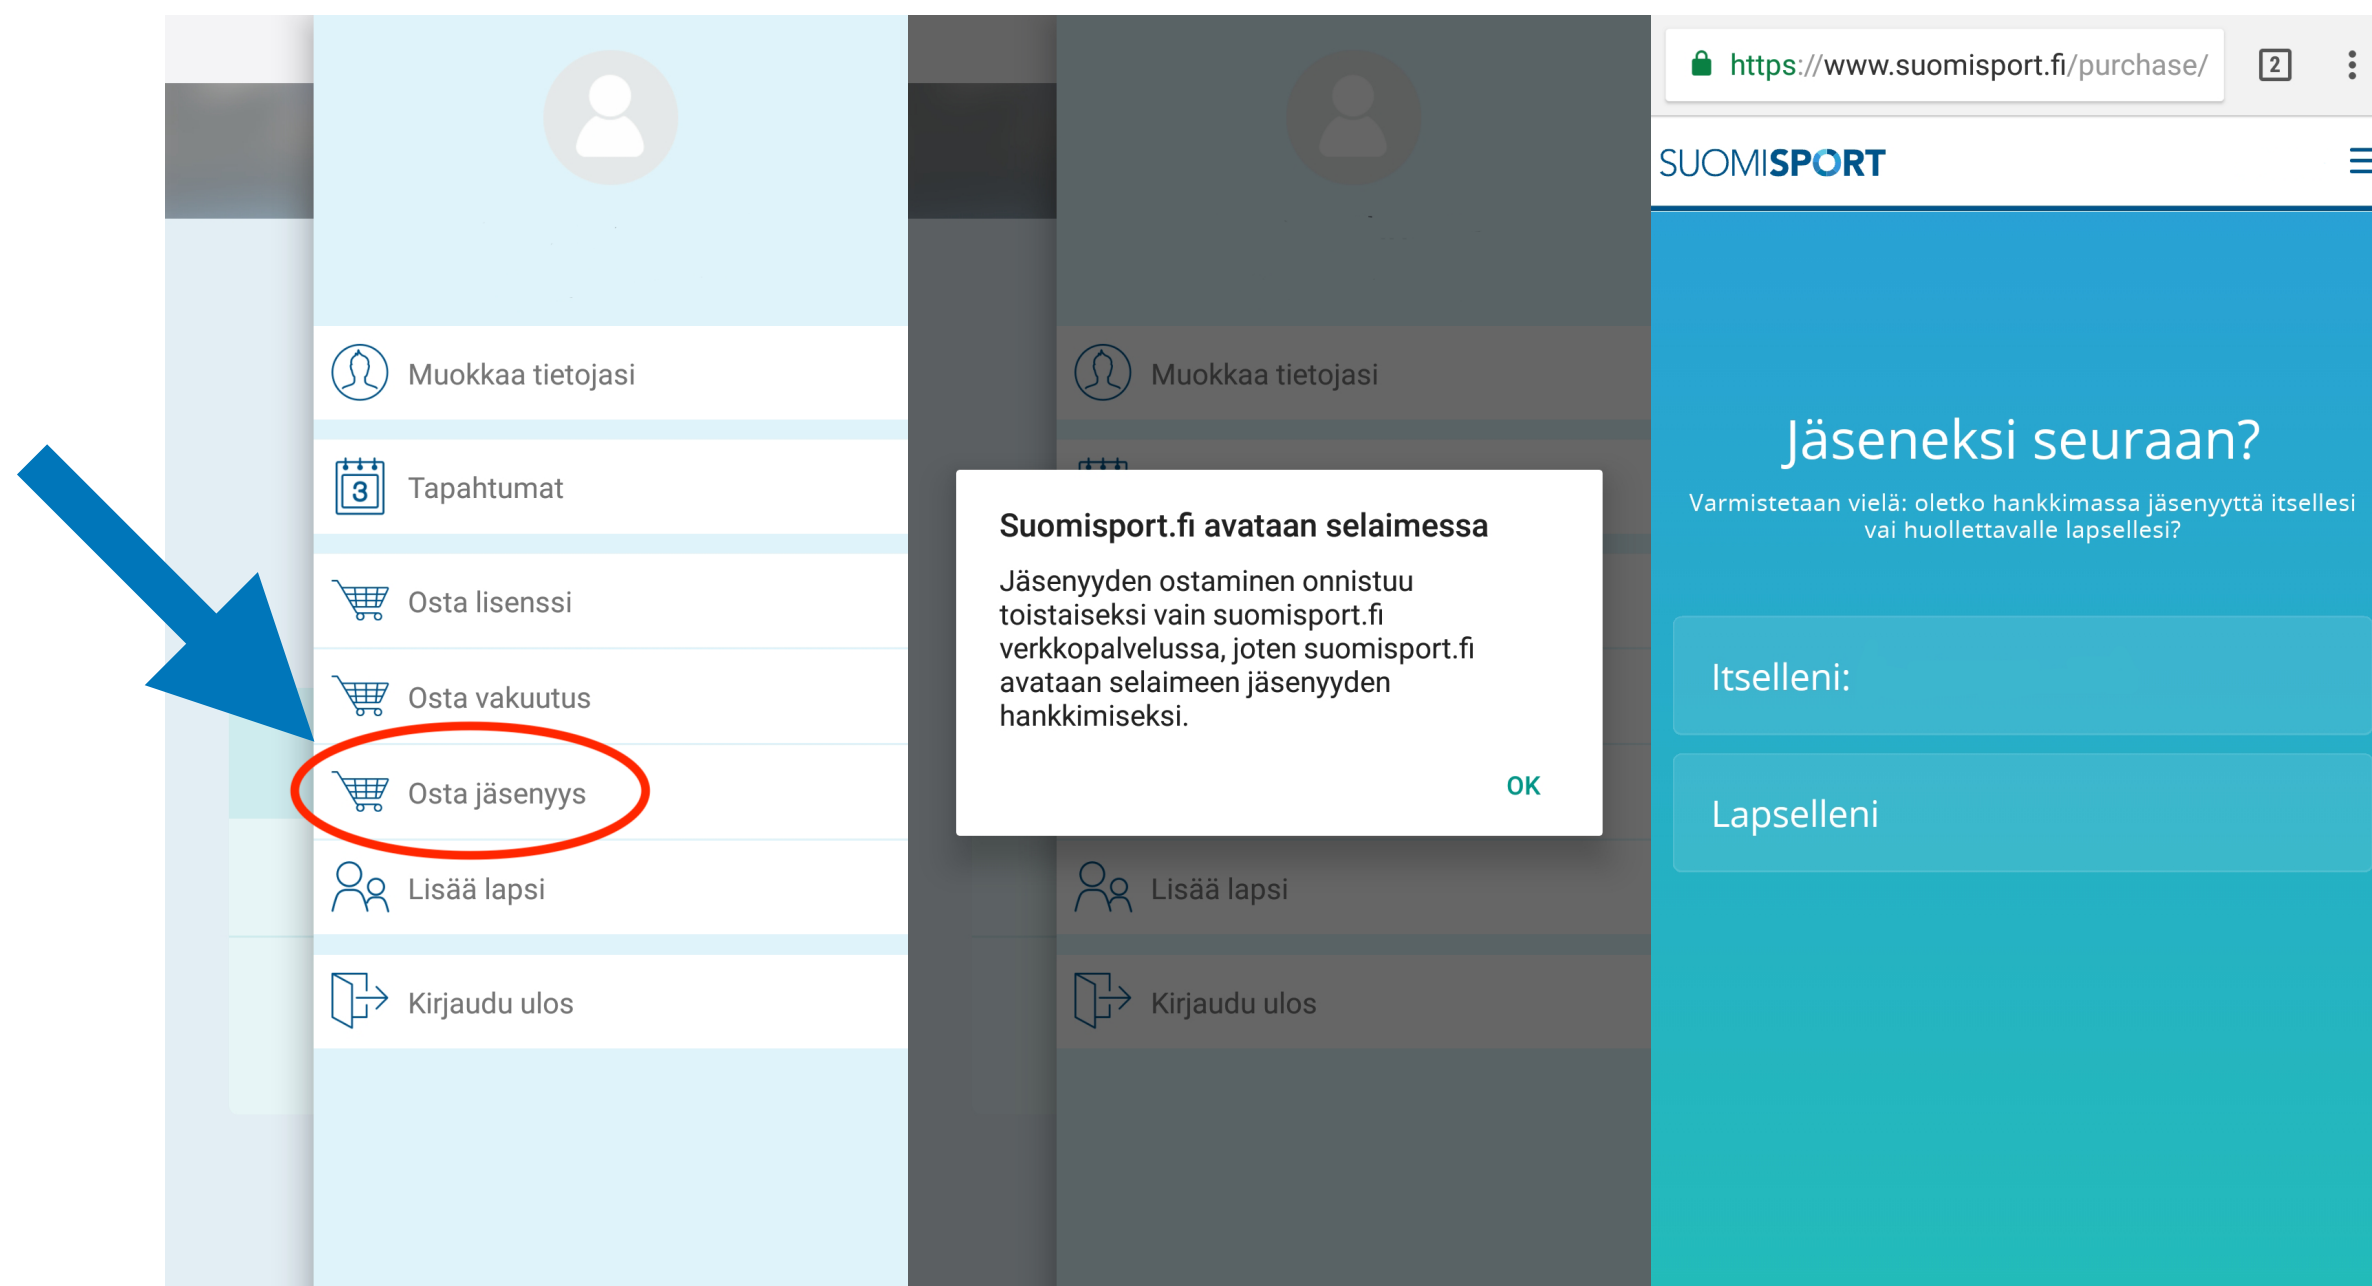 3
Muokkaa tietojasi
Tapahtumat
Osta lisenssi
Osta vakuutus
Osta jäsenyys
Lisää lapsi
Kirjaudu ulos
Muokkaa tietojasi
Suomisport.fi avataan selaimessa
Jäsenyyden ostaminen onnistuu
toistaiseksi vain suomisport.fi
verkkopalvelussa, joten suomisport.fi
avataan selaimeen jäsenyyden
hankkimiseksi.
OK
Lisää lapsi
Kirjaudu ulos
https://www.suomisport.fi/purchase/
2
SUOMISPORT
Jäseneksi seuraan?
Varmistetaan vielä: oletko hankkimassa jäsenyyttä itsellesi
vai huollettavalle lapsellesi?
Itselleni:
Lapselleni